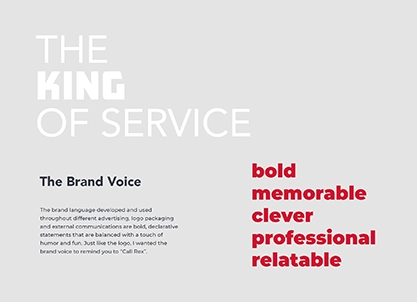 THE
KING
OF SERVICE
The Brand Voice
The brand language developed and used
throughout different advertising, logo packaging
and external communications are bold, declarative
statements that are balanced with a touch of
humor and fun. Just like the logo, I wanted the
brand voice to remind you to "Call Rex".
bold
memorable
clever
professional
relatable